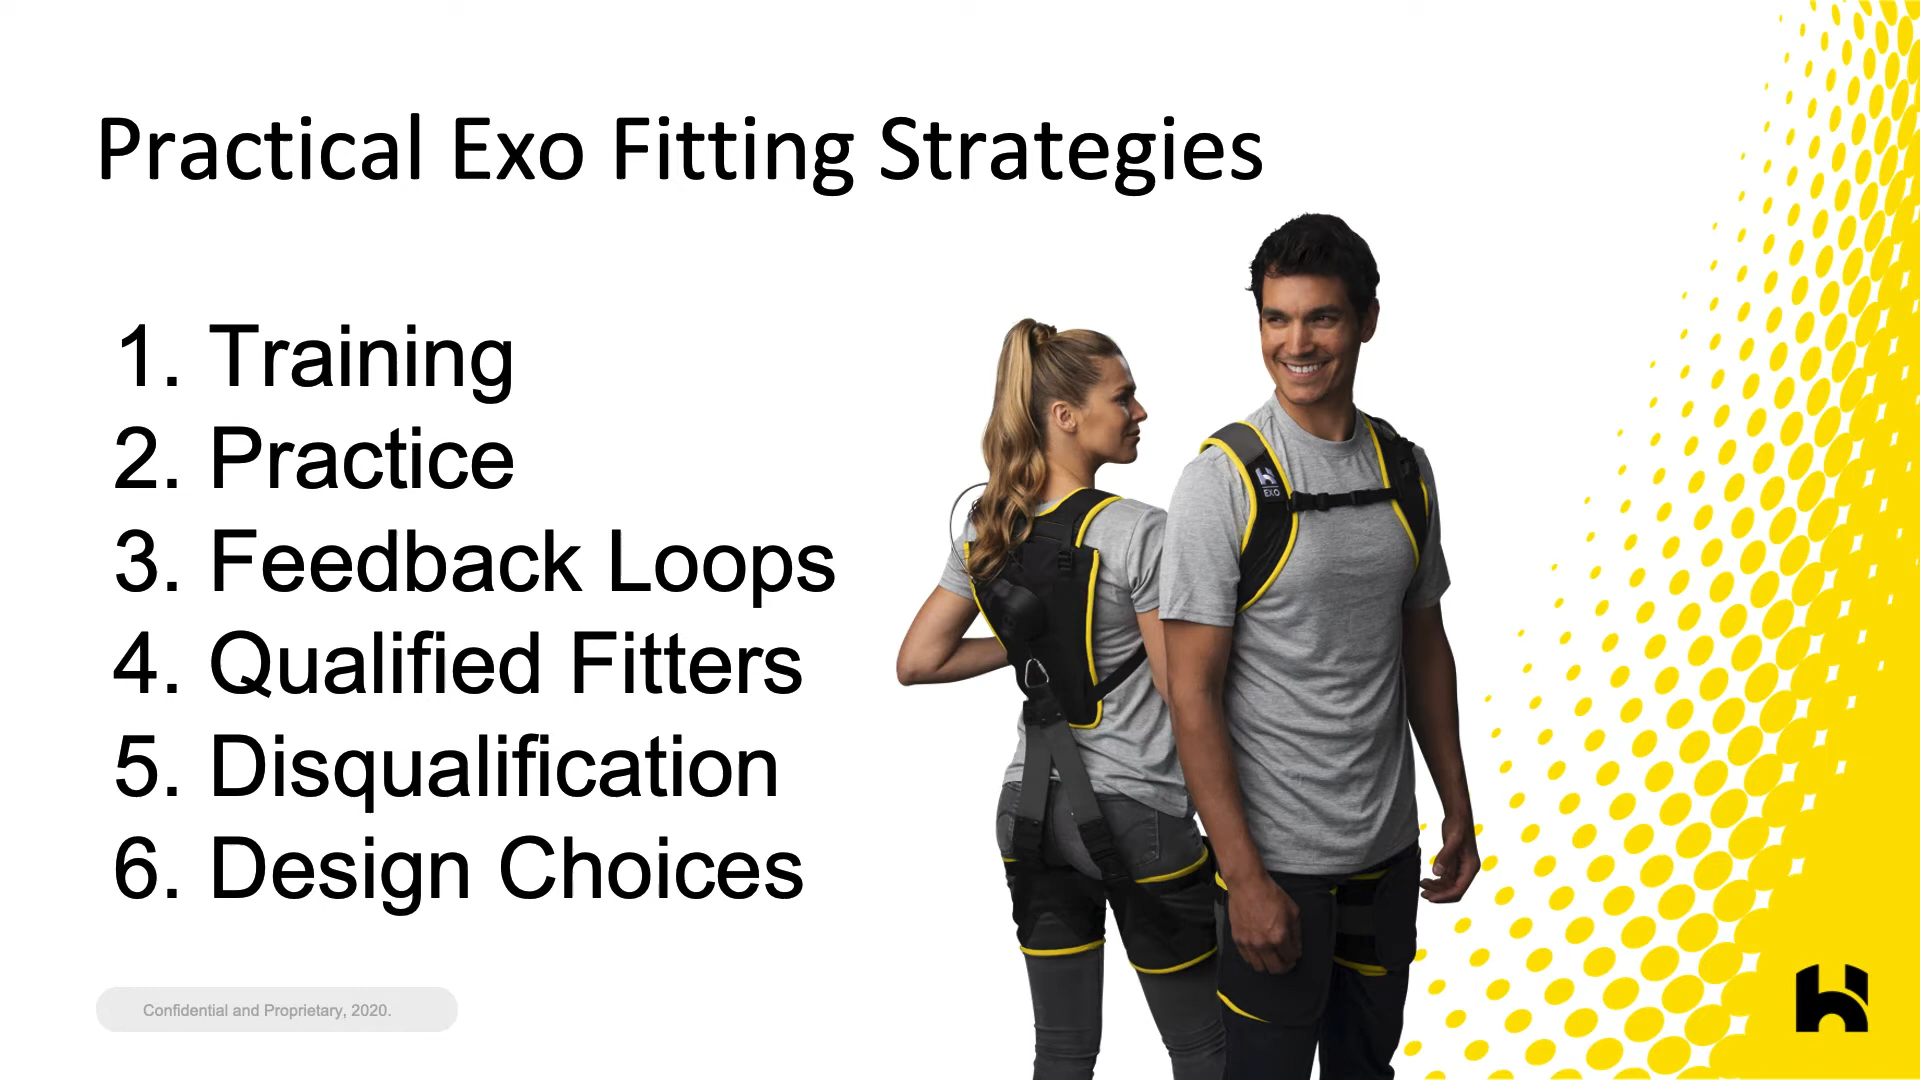 Practical Exo Fitting Strategies
1. Training
2. Practice
3. Feedback Loops
4. Qualified Fitters
5. Disqualification
6. Design Choices
EXO
Confidential and Proprietary, 2020.